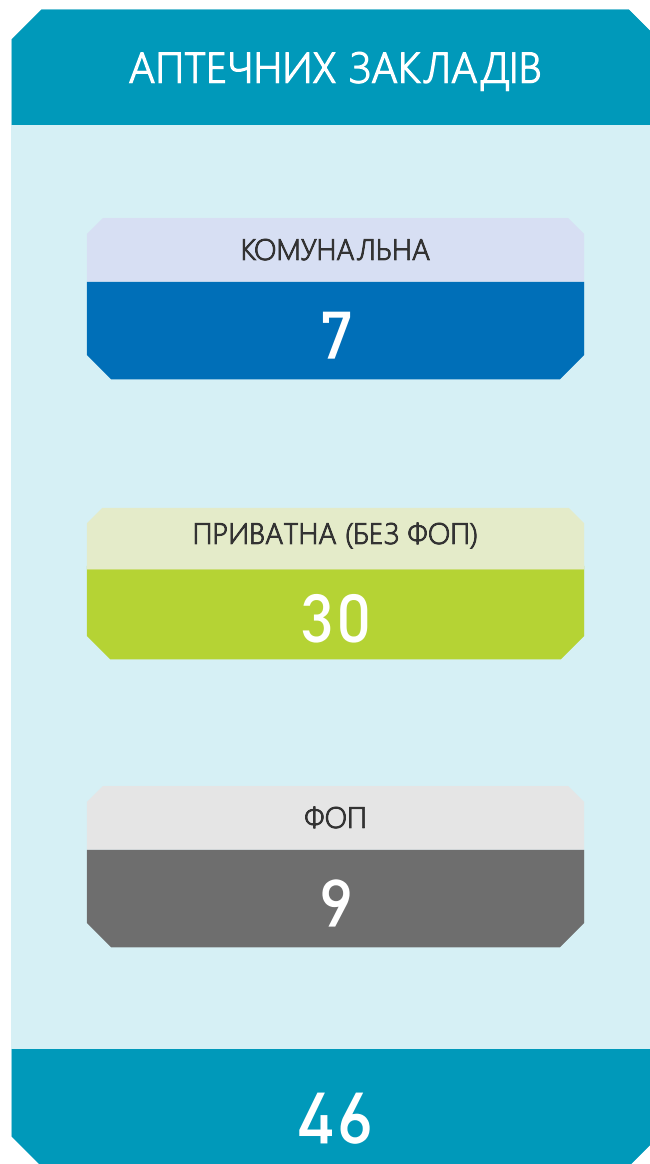 АПТЕЧНИХ ЗАКЛАДІВ
КОМУНАЛЬНА
7
ПРИВАТНА (БЕЗ ФОП)
30
ФОП
9
46